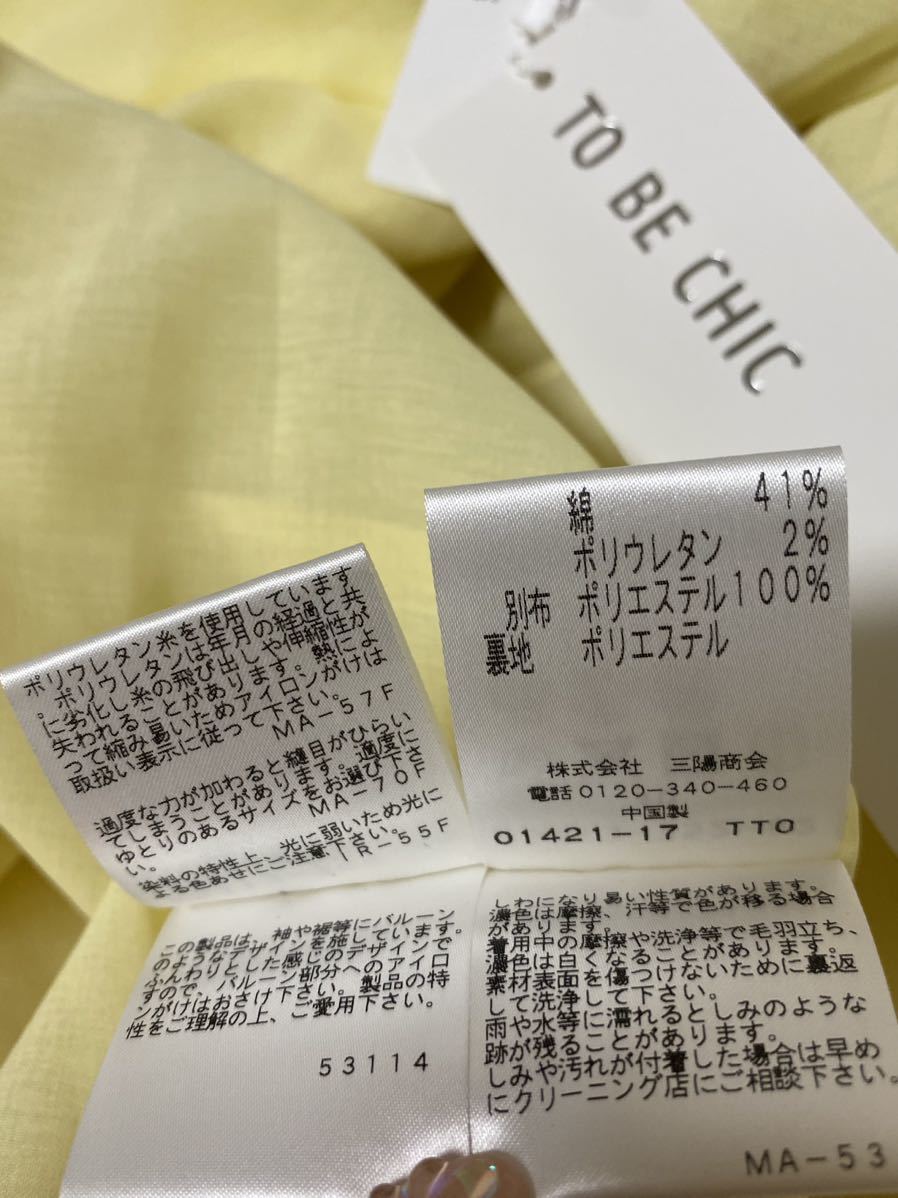 TO BE CHIC
綿 41%
ポリウレタン 2%
別布 ポリエステル100%
裏地 ポリエステル
株式会社 三陽商会
電話0120-340-460
中国製
01421-17 TTO
ポリウレタン糸を使用しています
。ポリウレタンは年月の経過と共
に劣化し糸の飛び出しや伸縮性が
失われることがあります。熱によ
って縮み易いためアイロンがけは
取扱い表示に従って下さい。
MA-57F
過度な力が加わると縫目がひらい
てしまうことがあります。適度に
ゆとりのあるサイズをお選び下さ
い。 MA-70F
染料の特性上、光に弱いため光に
よる色あせにご注意下さい。
IR-55F
この製品は、袖や裾等にバルーン
のようなデザインを施しています。
ふんわりとした感じのデザインで
すので、バルーン部分へのアイロ
ンがけはおさけ下さい。製品の特
性をご理解の上、ご愛用下さい。
53114
しわになり易い性質があります。
濃色は摩擦、汗等で色が移る場合
があります。
着用中の摩擦や洗浄等で毛羽立ち、
濃色は白くなることがあります。
素材表面を傷つけないために裏返
して洗浄して下さい。
雨や水等に濡れるとしみのような
跡が残ることがあります。
しみや汚れが付着した場合は早め
にクリーニング店にご相談下さい。
MA-53